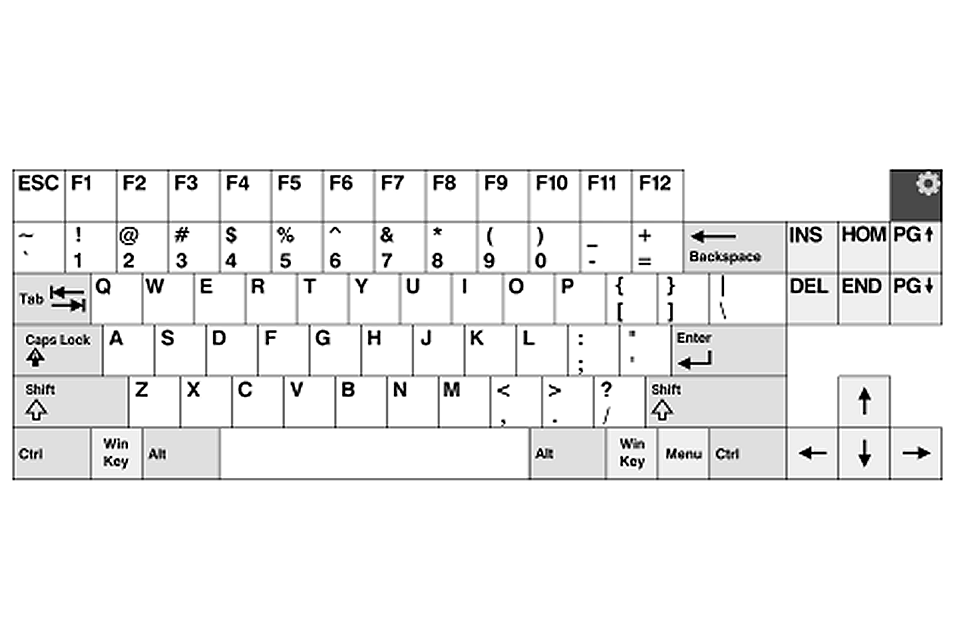 ESC F1 F2 F3 F4 F5 F6 F7 F8 F9 F10 F11 F12
~ ! @ # $ % ^ & * ( ) _ + INS HOM PG
` 1 2 3 4 5 6 7 8 9 0 - = Backspace
Tab Q W E R T Y U I O P { } | DEL END PG
[ ] \
Caps Lock A S D F G H J K L : " Enter
; '
Shift Z X C V B N M < > ? Shift
, . /
Ctrl Win Key Alt Alt Win Key Menu Ctrl